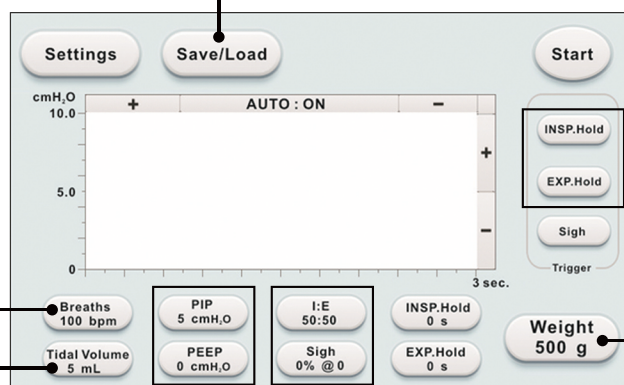 Settings
Save/Load
Start
cmH₂O
+ AUTO : ON −
10.0
5.0
0
+
−
3 sec.
INSP.Hold
EXP.Hold
Sigh
Trigger
Breaths
100 bpm
PIP
5 cmH₂O
I:E
50:50
INSP.Hold
0 s
Tidal Volume
5 mL
PEEP
0 cmH₂O
Sigh
0% @ 0
EXP.Hold
0 s
Weight
500 g